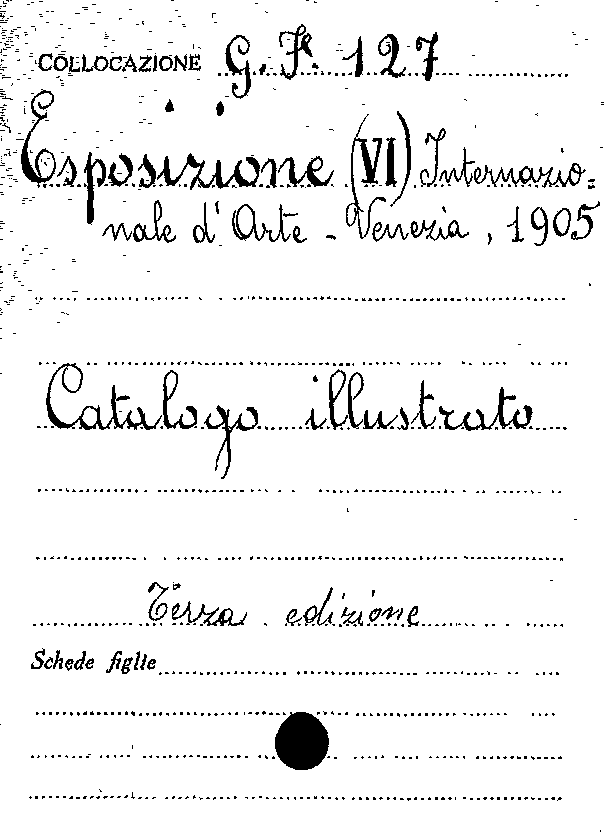 COLLOCAZIONE G. F. 127
Esposizione (VI) Internazio=
nale d'Arte - Venezia, 1905
Catalogo illustrato
Terza edizione
Schede figlie